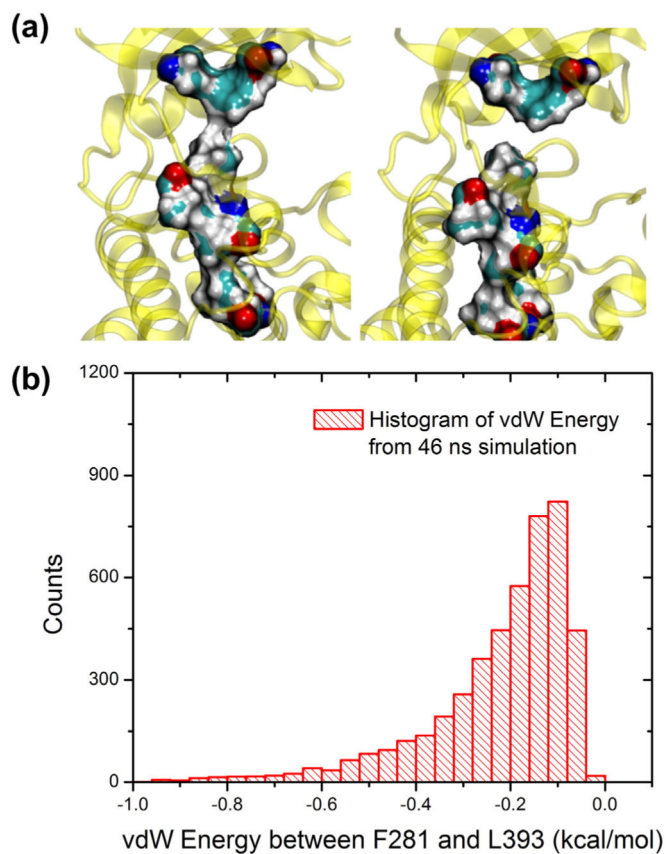 (a)
(b)
1200
900
600
300
0
Counts
Histogram of vdW Energy
from 46 ns simulation
-1.0 -0.8 -0.6 -0.4 -0.2 0.0
vdW Energy between F281 and L393 (kcal/mol)